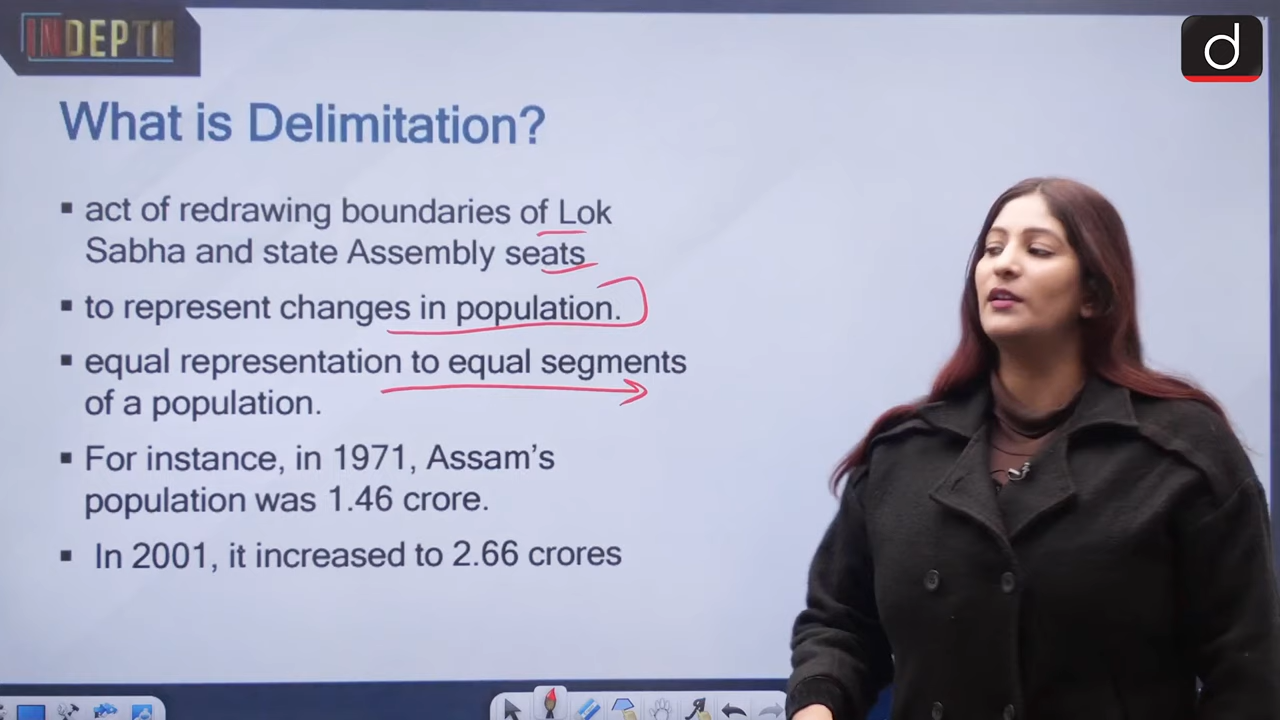 INDEPTH
d
What is Delimitation?
▪ act of redrawing boundaries of Lok
Sabha and state Assembly seats
▪ to represent changes in population.
▪ equal representation to equal segments
of a population.
▪ For instance, in 1971, Assam’s
population was 1.46 crore.
▪ In 2001, it increased to 2.66 crores